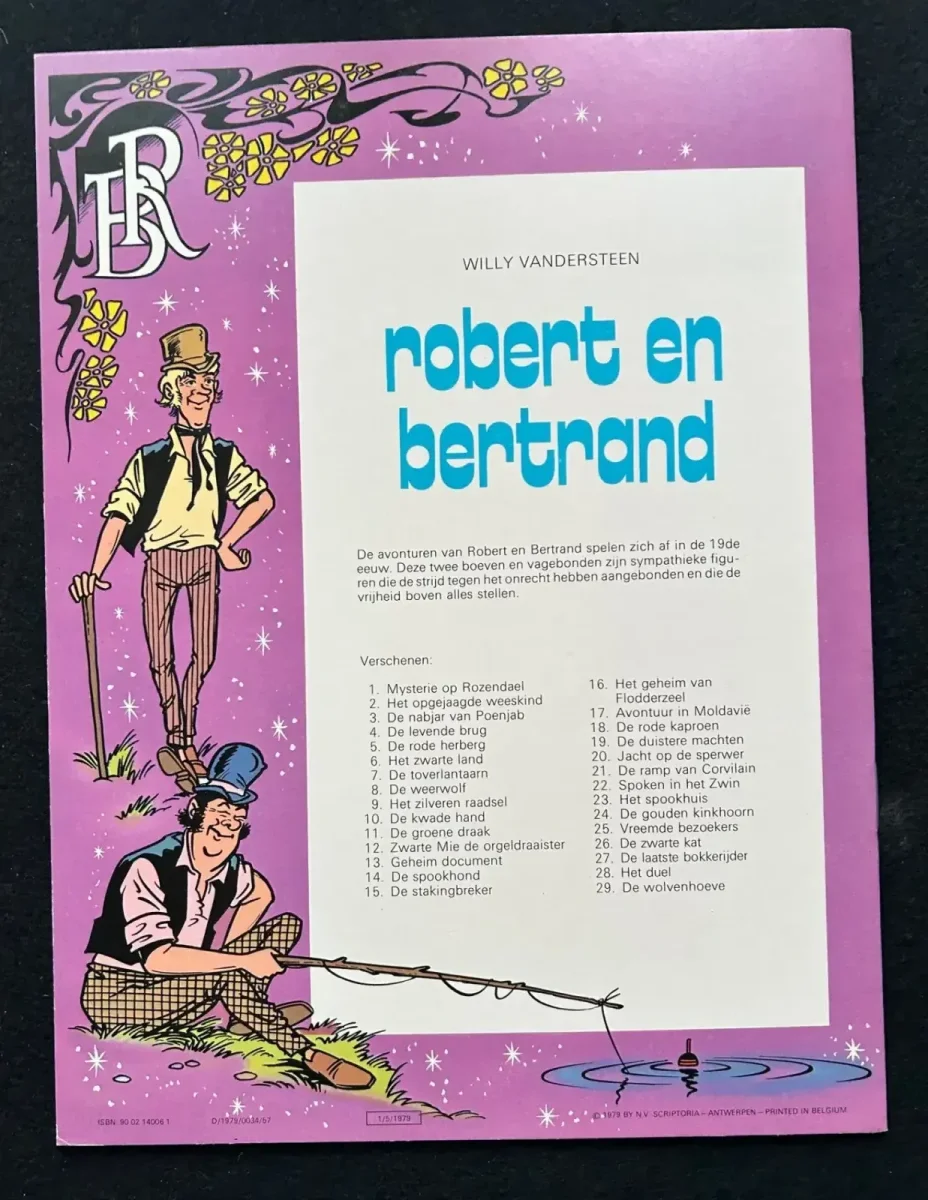 BR
WILLY VANDERSTEEN
robert en
bertrand
De avonturen van Robert en Bertrand spelen zich af in de 19de
eeuw. Deze twee boeven en vagebonden zijn sympathieke figu-
ren die de strijd tegen het onrecht hebben aangebonden en die de
vrijheid boven alles stellen.
Verschenen:
1. Mysterie op Rozendael
2. Het opgejaagde weeskind
3. De nabjar van Poenjab
4. De levende brug
5. De rode herberg
6. Het zwarte land
7. De toverlantaarn
8. De weerwolf
9. Het zilveren raadsel
10. De kwade hand
11. De groene draak
12. Zwarte Mie de orgeldraaister
13. Geheim document
14. De spookhond
15. De stakingbreker
16. Het geheim van
Flodderzeel
17. Avontuur in Moldavië
18. De rode kaproen
19. De duistere machten
20. Jacht op de sperwer
21. De ramp van Corvilain
22. Spoken in het Zwin
23. Het spookhuis
24. De gouden kinkhoorn
25. Vreemde bezoekers
26. De zwarte kat
27. De laatste bokkerijder
28. Het duel
29. De wolvenhoeve
ISBN 90 02 14006 1
D/1979/0034/67
1/5/1979
© 1979 BY N.V. SCRIPTORIA – ANTWERPEN – PRINTED IN BELGIUM